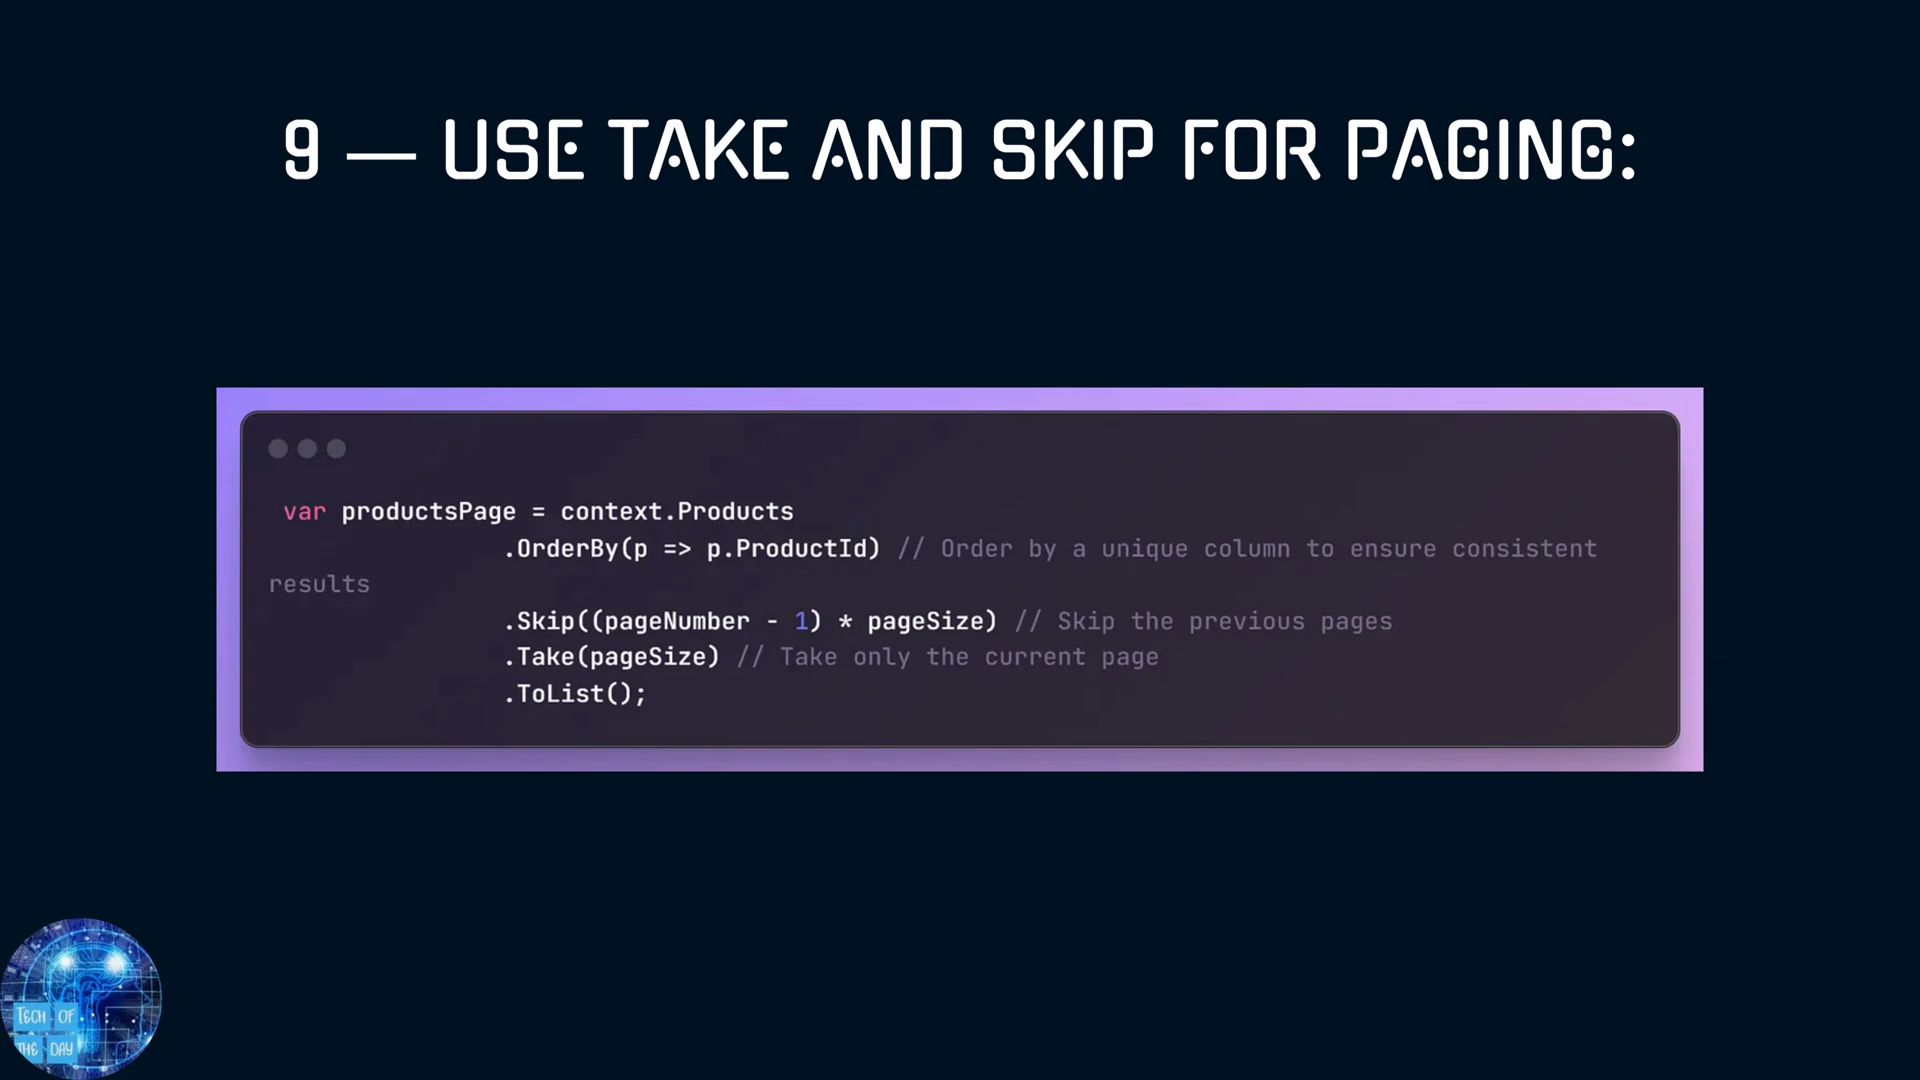 9 — USE TAKE AND SKIP FOR PAGING:
var productsPage = context.Products
.OrderBy(p => p.ProductId) // Order by a unique column to ensure consistent
results
.Skip((pageNumber - 1) * pageSize) // Skip the previous pages
.Take(pageSize) // Take only the current page
.ToList();
TECH OF
THE DAY